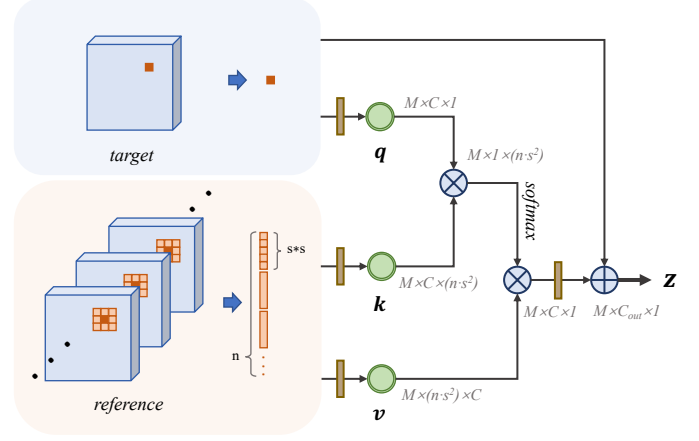 target
q
M×C×1
M×1×(n·s²)
softmax
s*s
n
reference
k
M×C×(n·s²)
v
M×(n·s²)×C
M×C×1
M×C_out×1
z